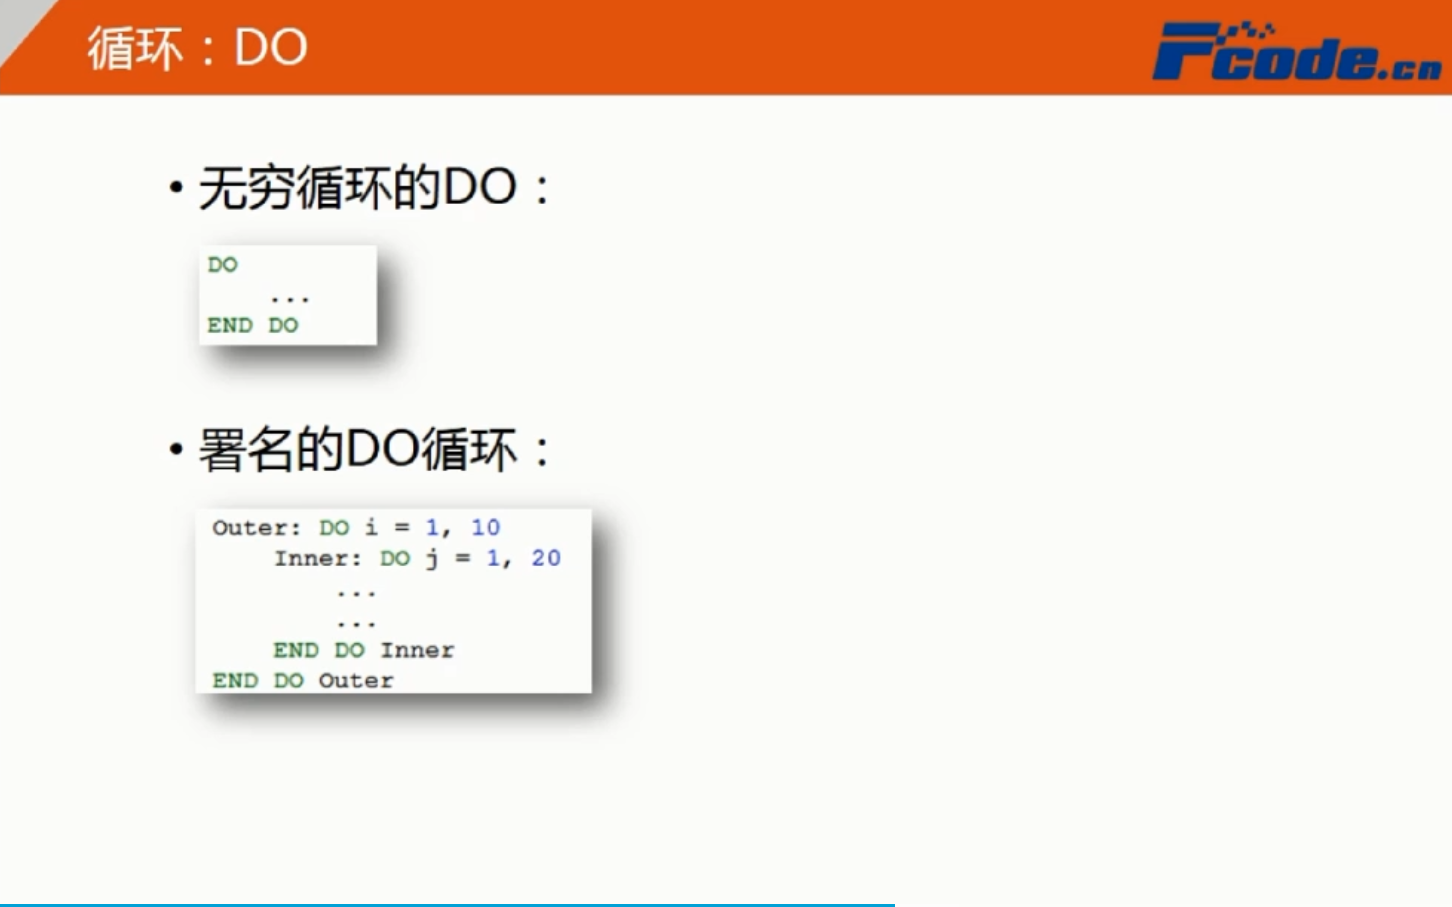 循环：DO
Fcode.cn
• 无穷循环的DO：
DO
...
END DO
• 署名的DO循环：
Outer: DO i = 1, 10
Inner: DO j = 1, 20
...
...
END DO Inner
END DO Outer